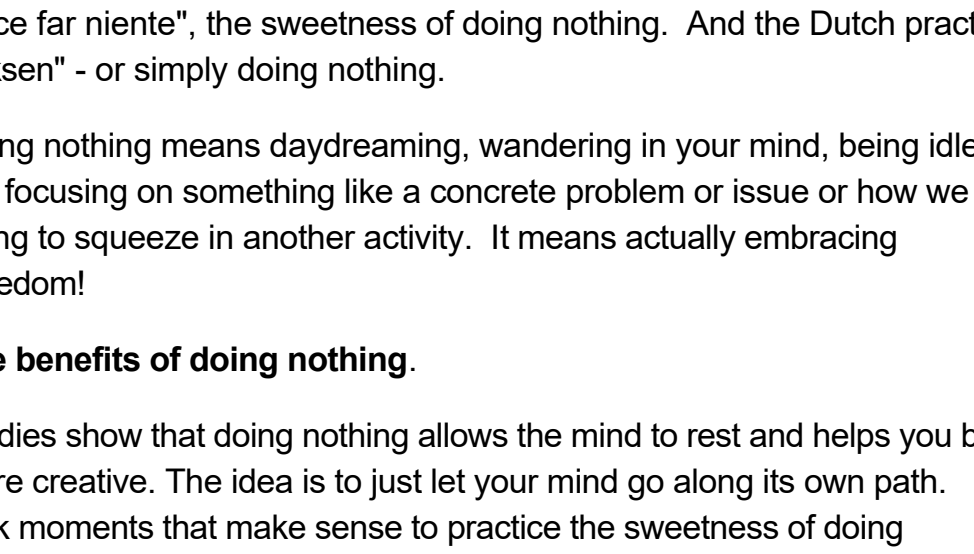 ce far niente", the sweetness of doing nothing.  And the Dutch pract
ksen" - or simply doing nothing.
ng nothing means daydreaming, wandering in your mind, being idle
focusing on something like a concrete problem or issue or how we
ng to squeeze in another activity.  It means actually embracing
edom!
e benefits of doing nothing.
dies show that doing nothing allows the mind to rest and helps you b
re creative. The idea is to just let your mind go along its own path.
k moments that make sense to practice the sweetness of doing